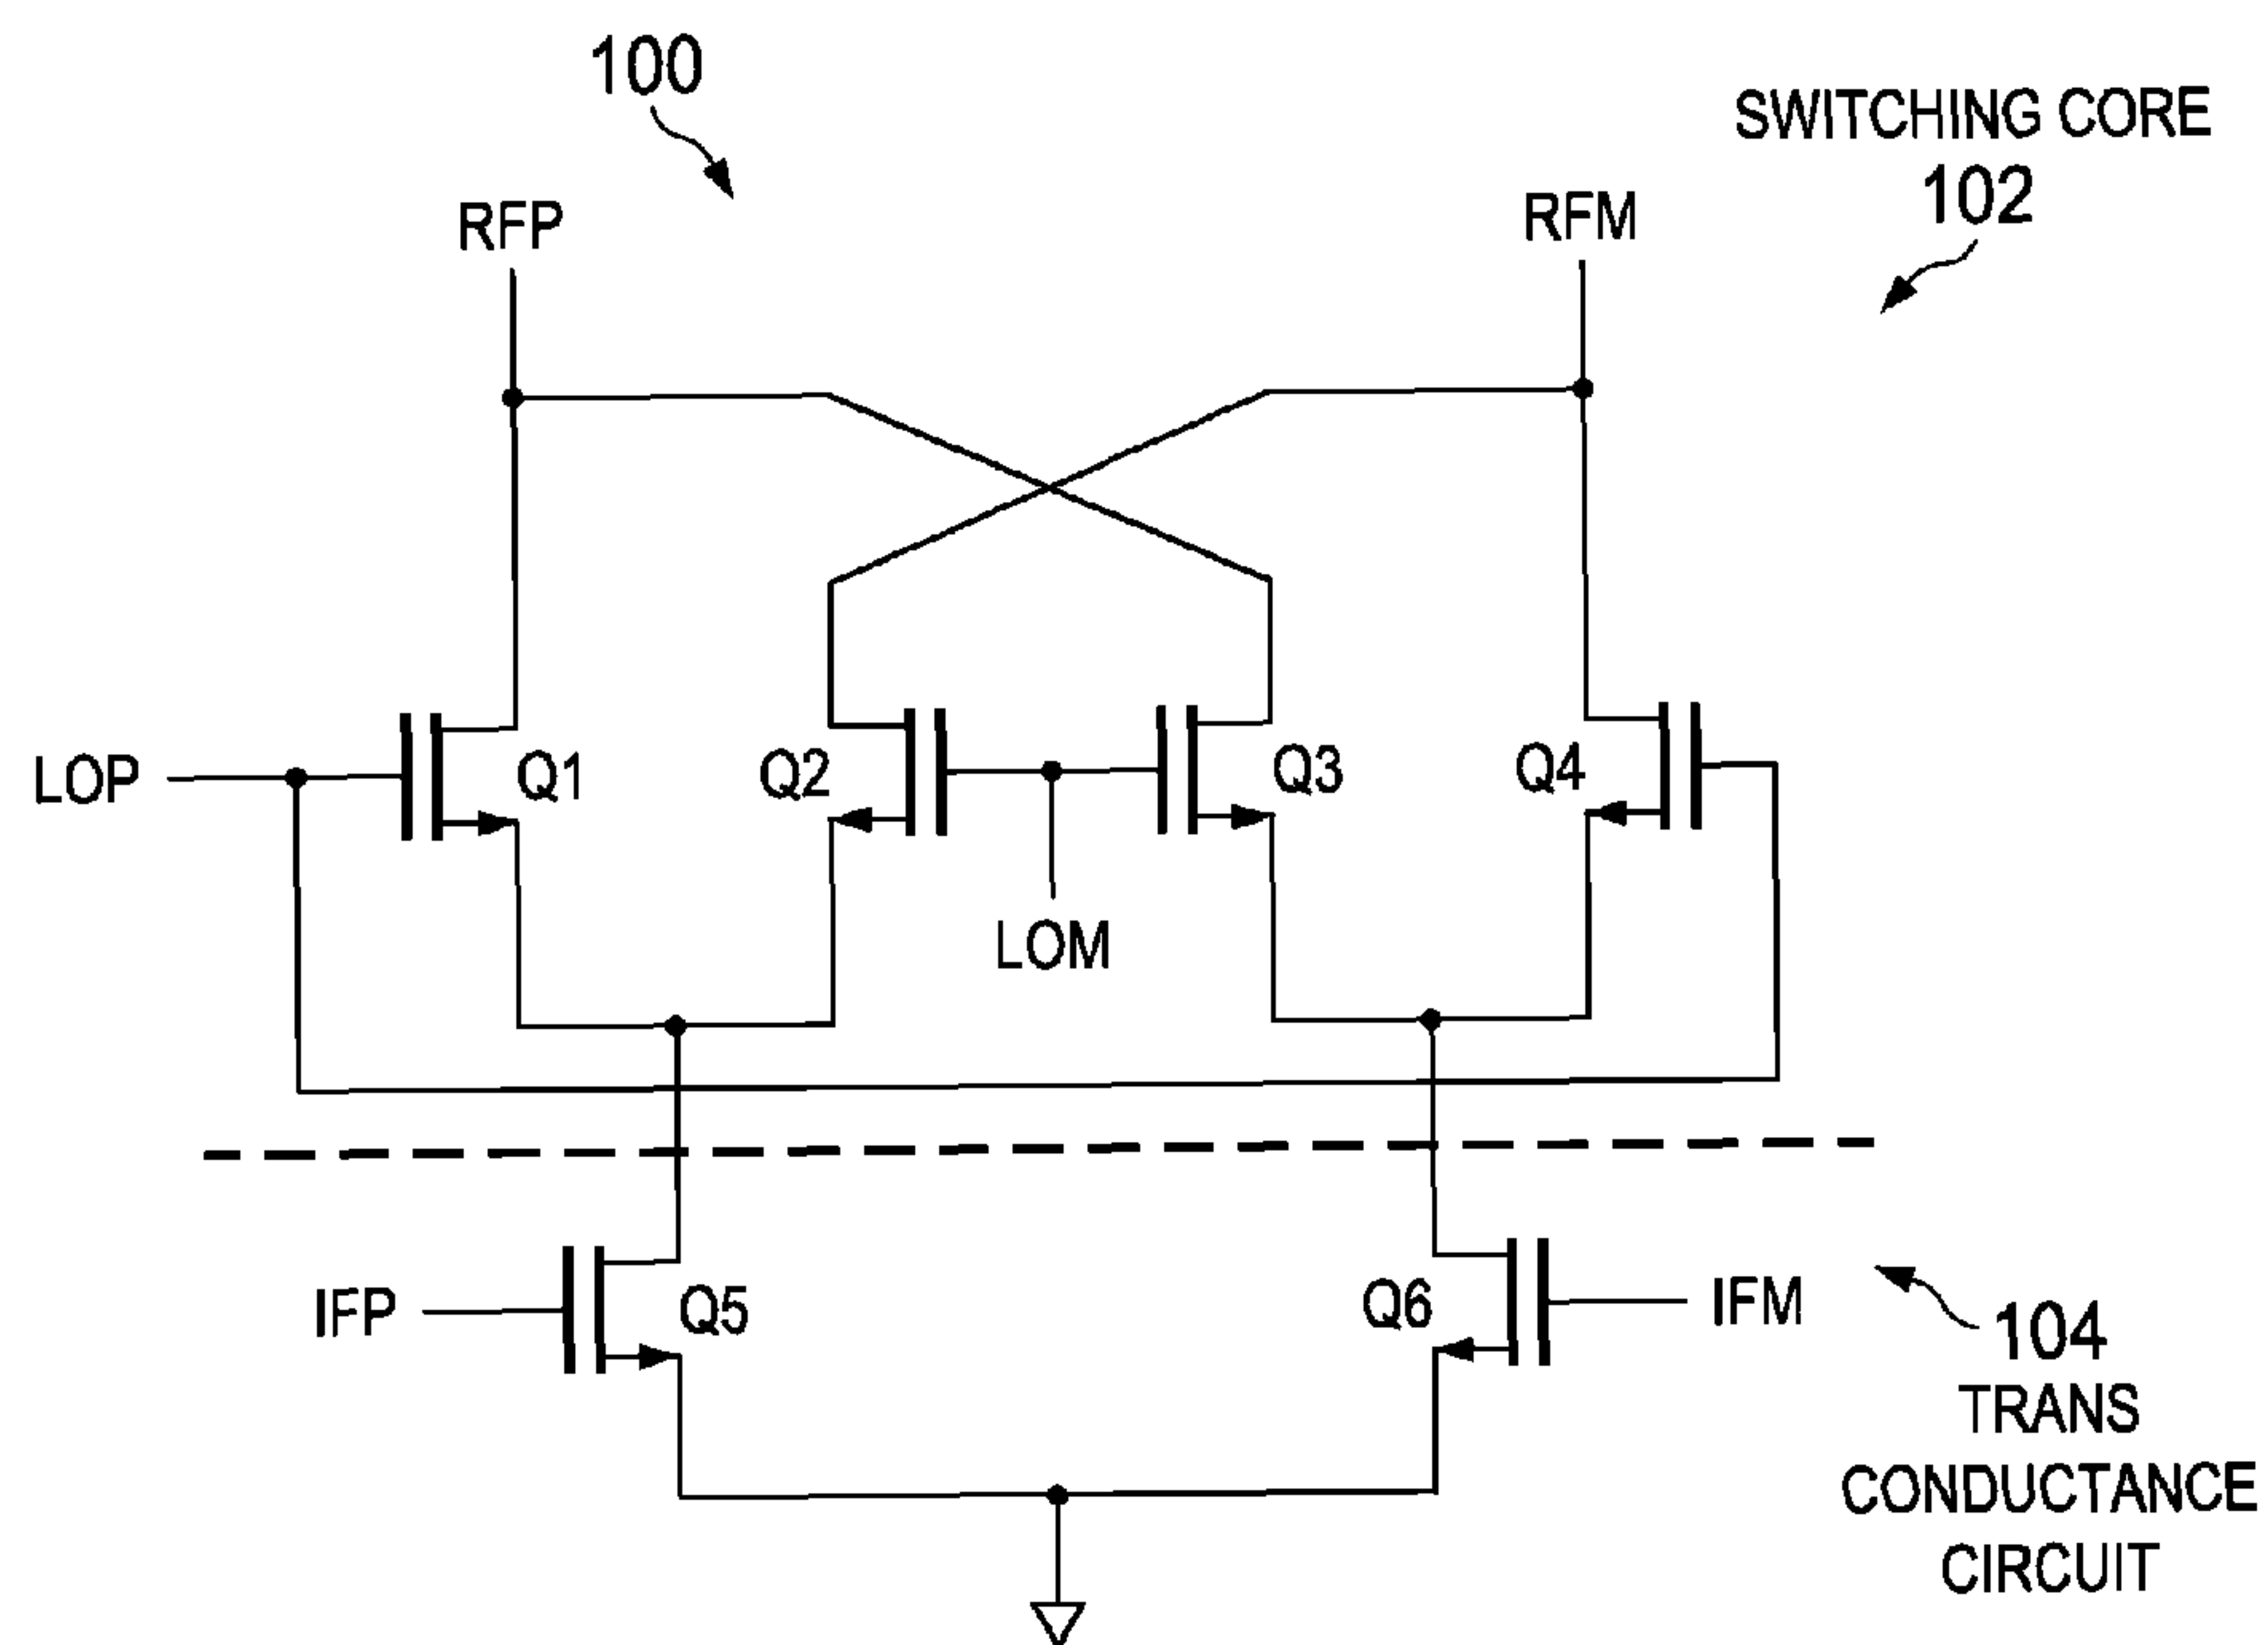 100
SWITCHING CORE
102
RFP
RFM
LOP
Q1
Q2
Q3
Q4
LOM
IFP
Q5
Q6
IFM
104
TRANS
CONDUCTANCE
CIRCUIT